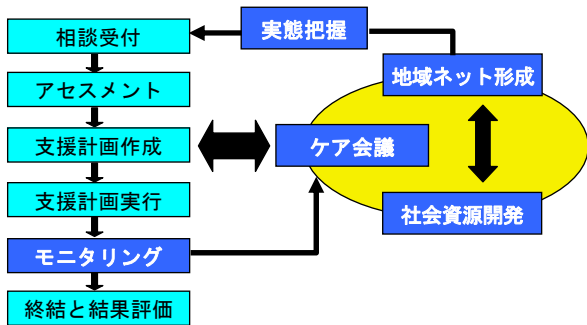 相談受付
アセスメント
支援計画作成
支援計画実行
モニタリング
終結と結果評価
実態把握
地域ネット形成
ケア会議
社会資源開発